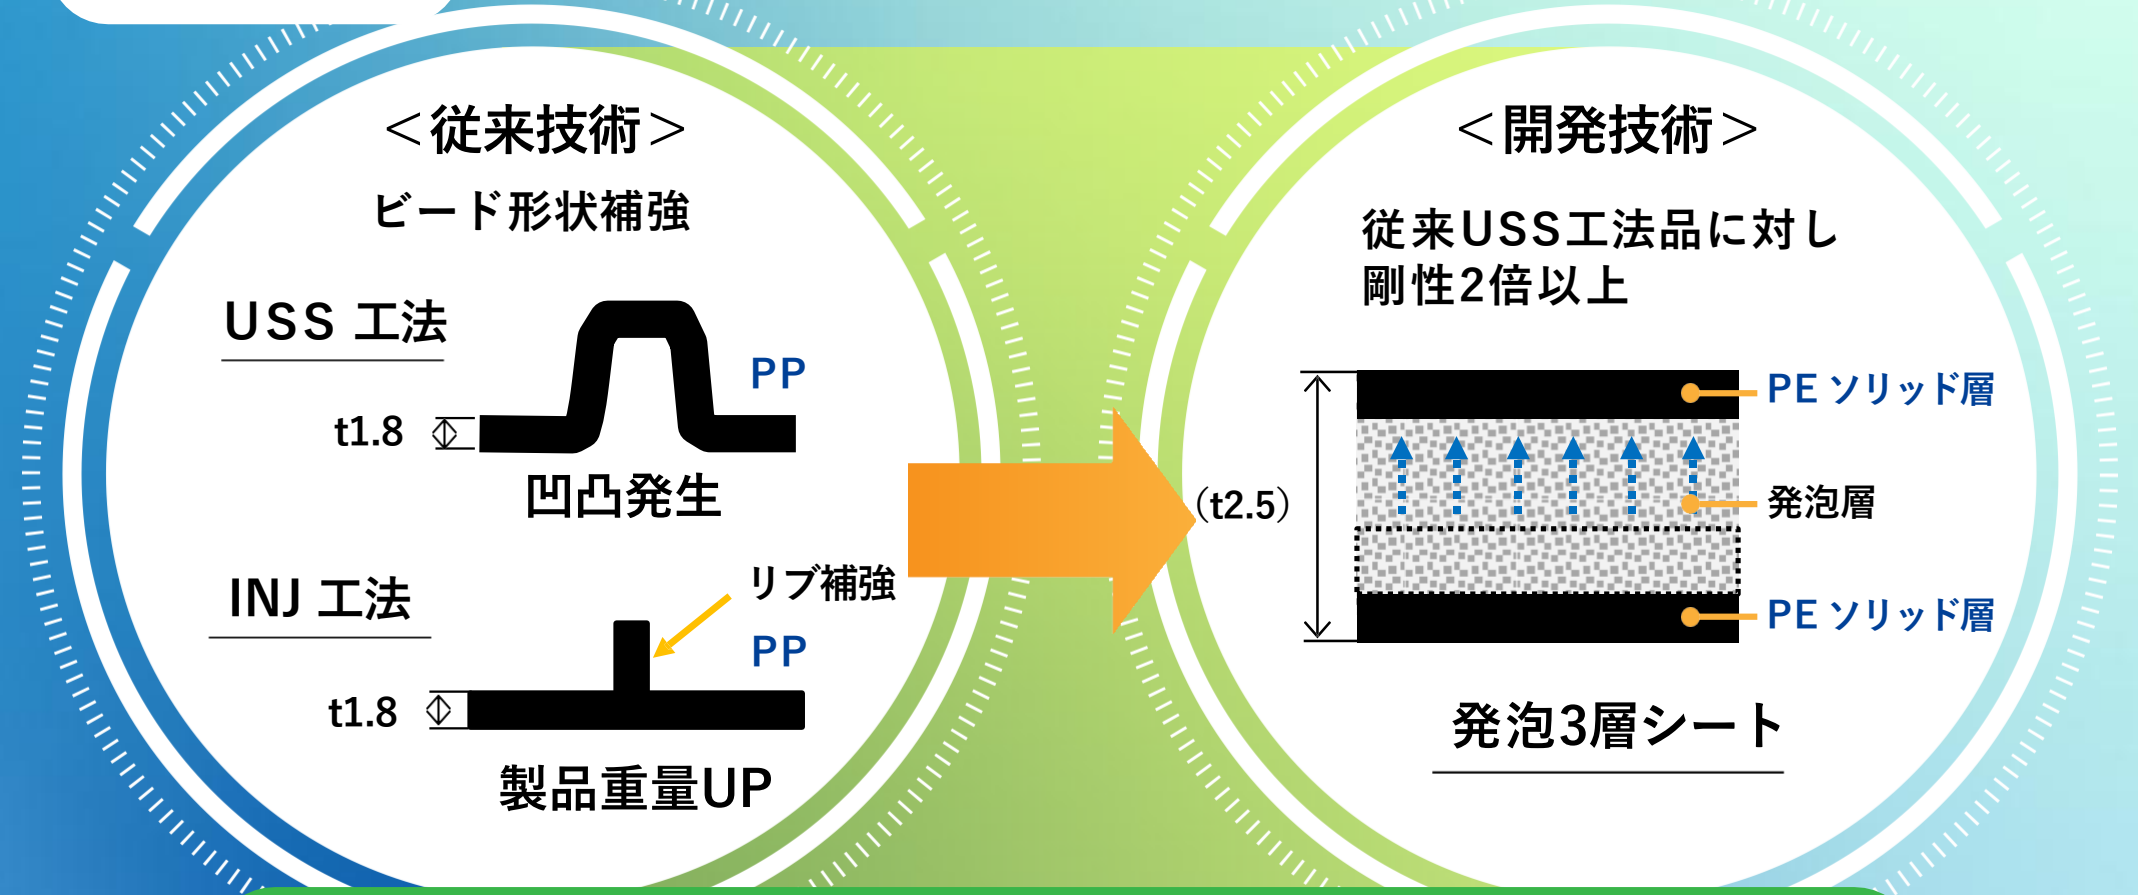 ＜従来技術＞
ビード形状補強
USS 工法
PP
t1.8
凹凸発生
INJ 工法
リブ補強
PP
t1.8
製品重量UP
＜開発技術＞
従来USS工法品に対し
剛性2倍以上
PE ソリッド層
（t2.5）
発泡層
PE ソリッド層
発泡3層シート